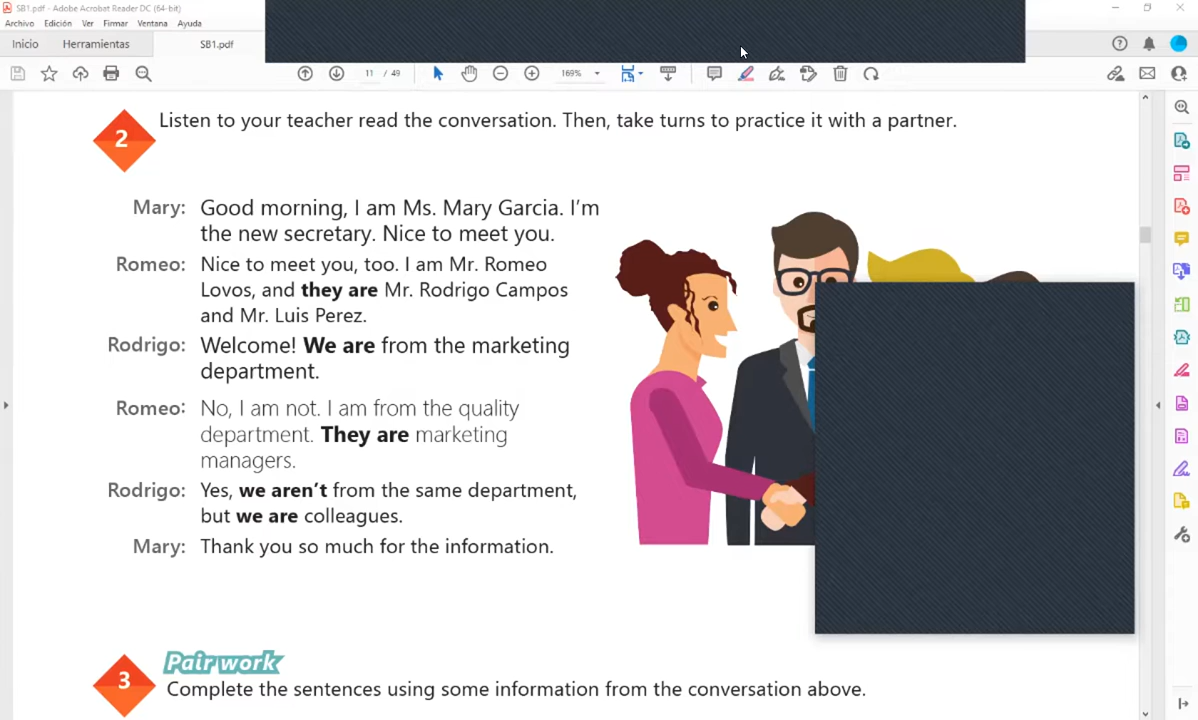 SB1.pdf - Adobe Acrobat Reader DC (64-bit)
Archivo Edición Ver Firmar Ventana Ayuda
Inicio Herramientas SB1.pdf
11 / 49 169%
2 Listen to your teacher read the conversation. Then, take turns to practice it with a partner.
Mary: Good morning, I am Ms. Mary Garcia. I'm
the new secretary. Nice to meet you.
Romeo: Nice to meet you, too. I am Mr. Romeo
Lovos, and they are Mr. Rodrigo Campos
and Mr. Luis Perez.
Rodrigo: Welcome! We are from the marketing
department.
Romeo: No, I am not. I am from the quality
department. They are marketing
managers.
Rodrigo: Yes, we aren't from the same department,
but we are colleagues.
Mary: Thank you so much for the information.
Pair work
3 Complete the sentences using some information from the conversation above.